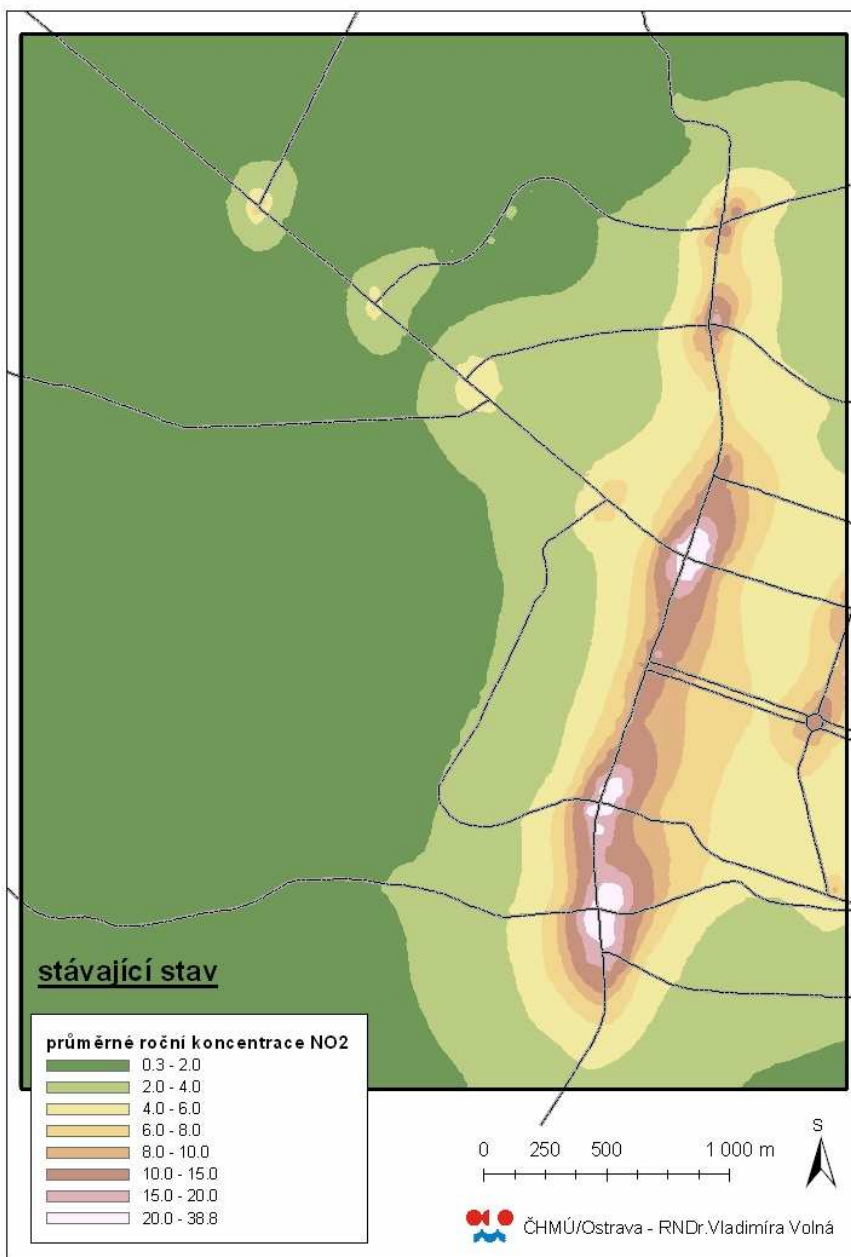 stávající stav
průměrné roční koncentrace NO2
0.3 - 2.0
2.0 - 4.0
4.0 - 6.0
6.0 - 8.0
8.0 - 10.0
10.0 - 15.0
15.0 - 20.0
20.0 - 38.8
0 250 500 1 000 m
S
ČHMÚ/Ostrava - RNDr.Vladimíra Volná